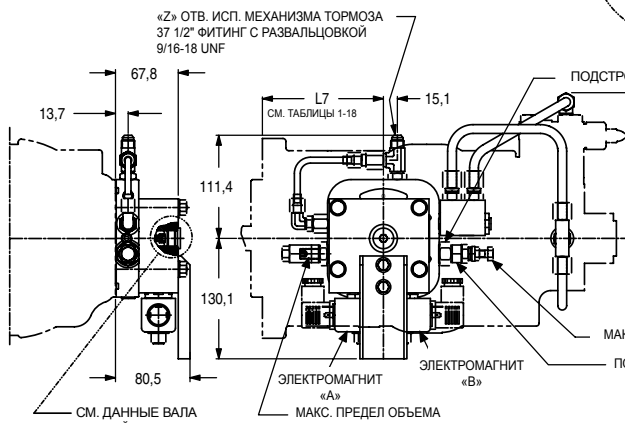 «Z» ОТВ. ИСП. МЕХАНИЗМА ТОРМОЗА
37 1/2" ФИТИНГ С РАЗВАЛЬЦОВКОЙ
9/16-18 UNF
67,8
ПОДСТРО
L7
15,1
13,7
СМ. ТАБЛИЦЫ 1-18
111,4
130,1
МАК
ПО
80,5
ЭЛЕКТРОМАГНИТ
«А»
ЭЛЕКТРОМАГНИТ
«В»
СМ. ДАННЫЕ ВАЛА
МАКС. ПРЕДЕЛ ОБЪЕМА